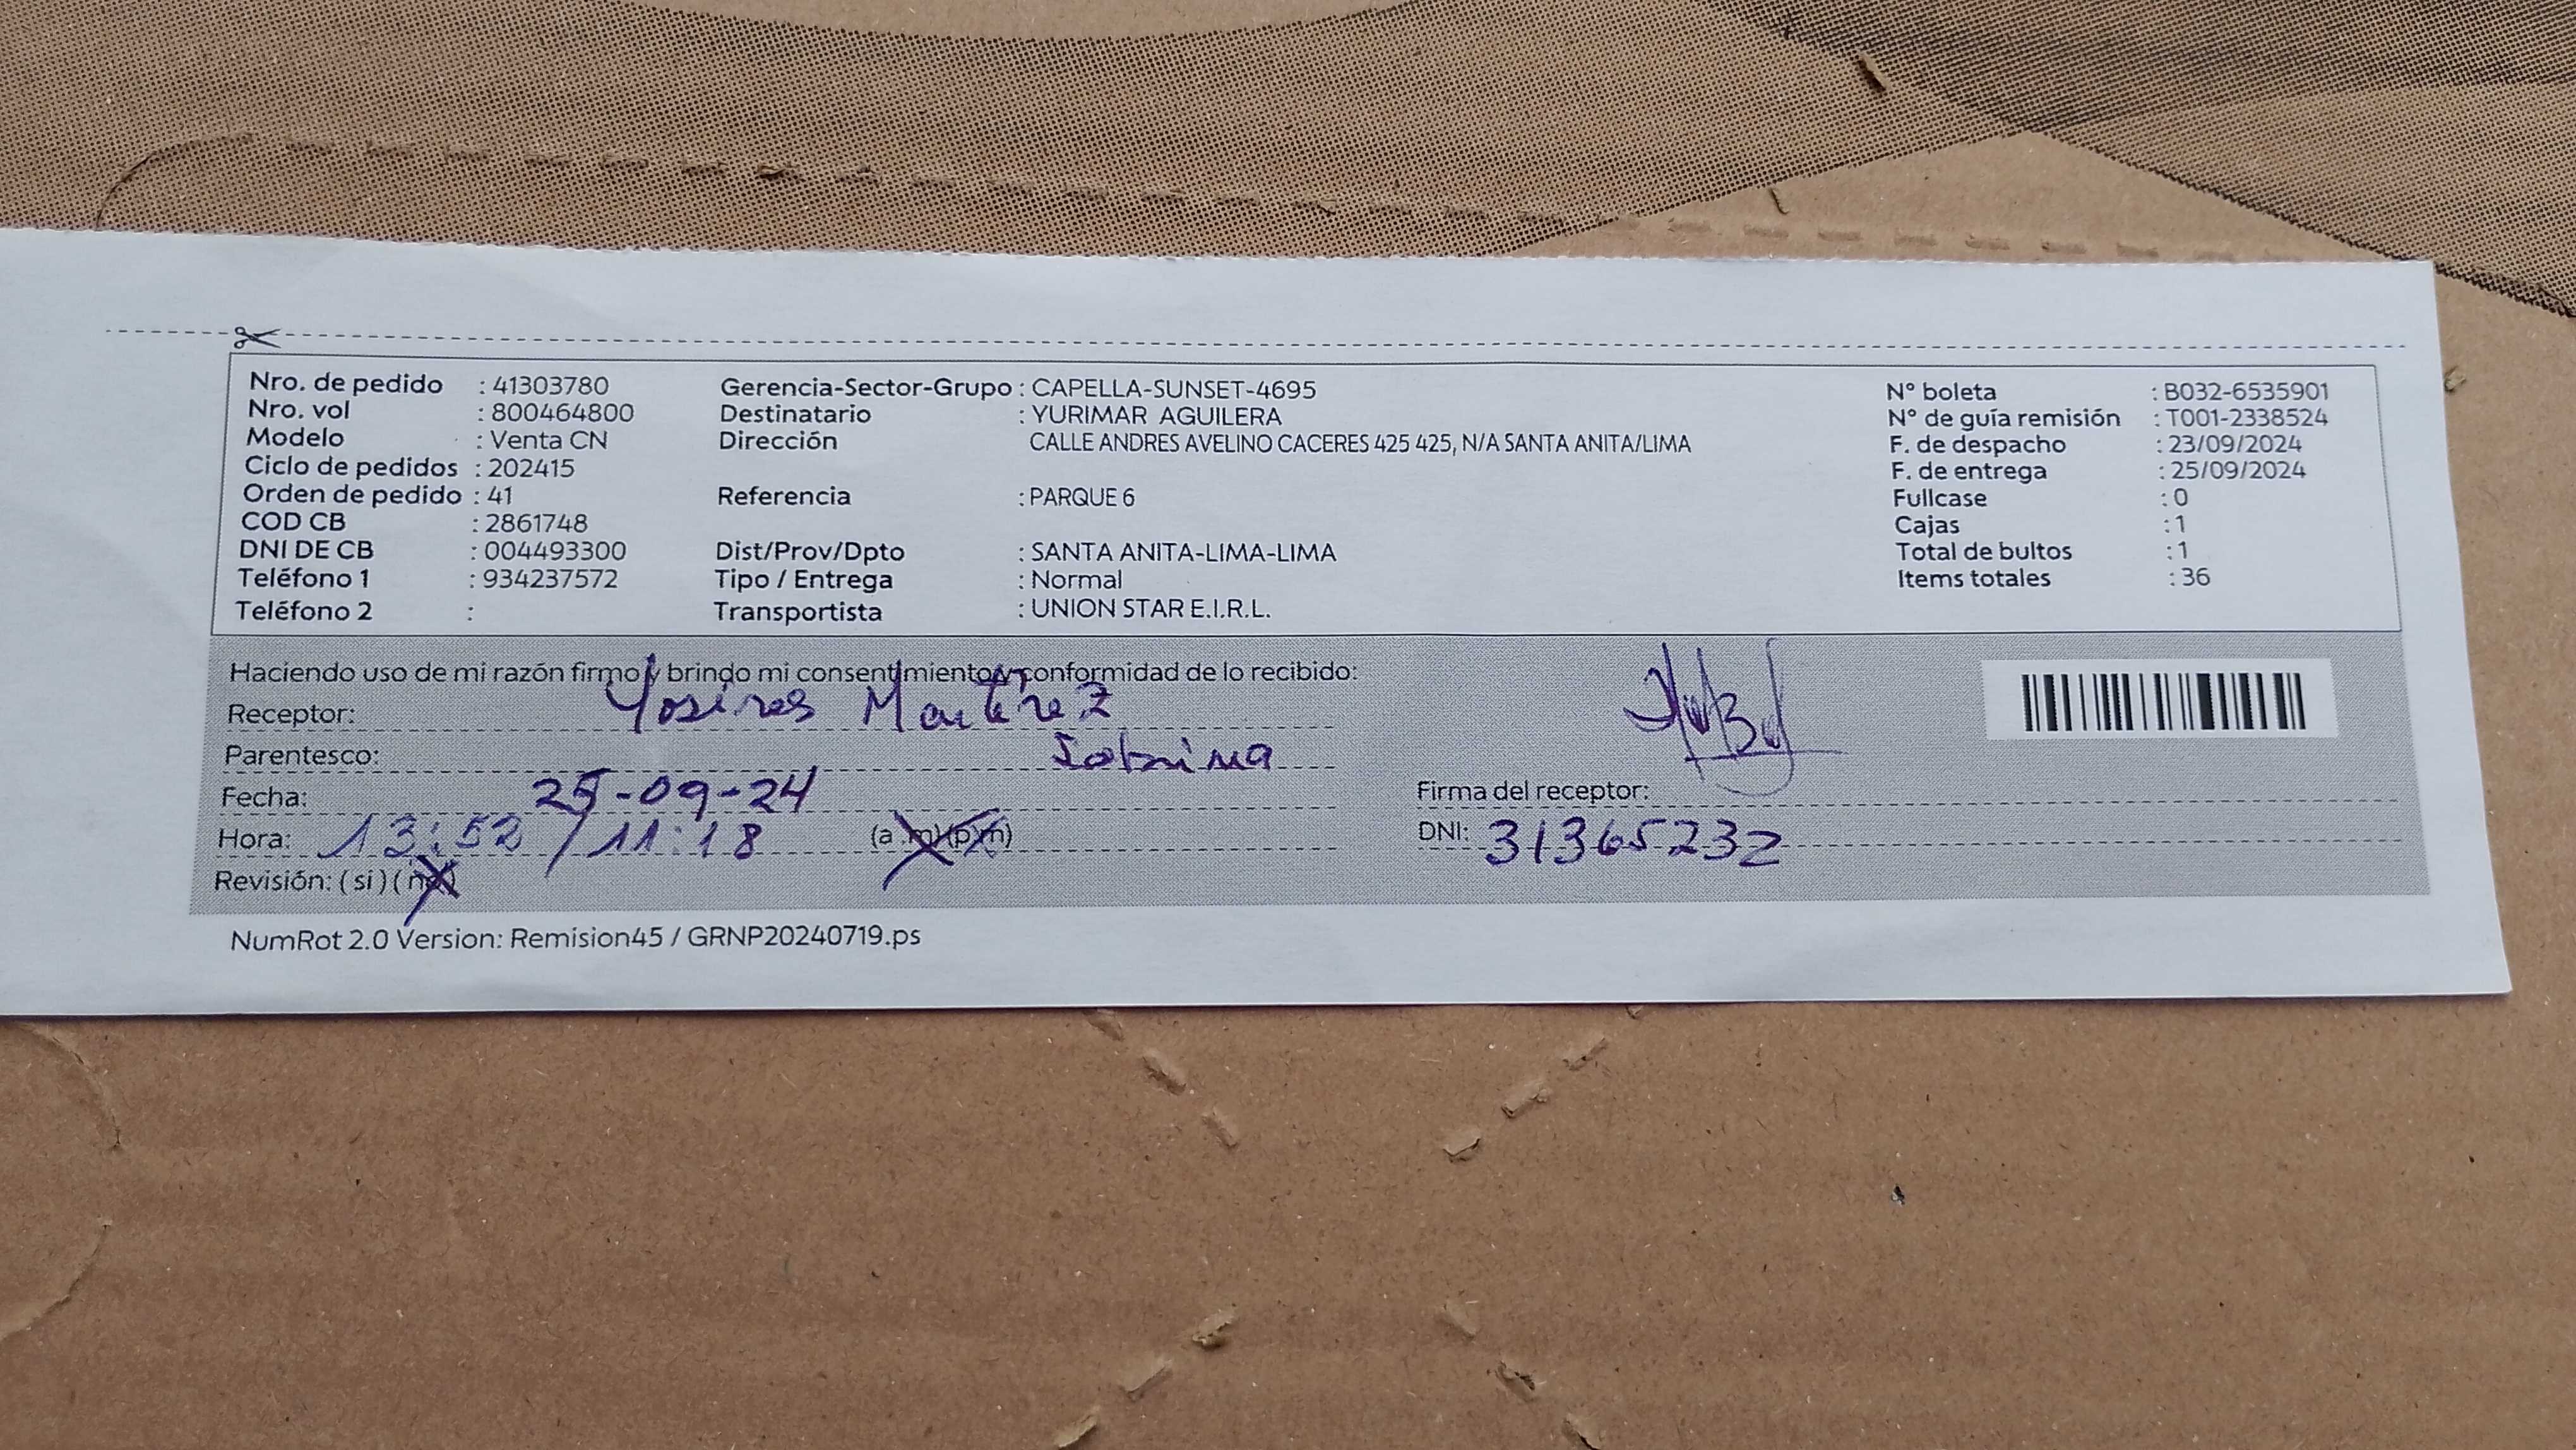 Nro. de pedido : 41303780
Nro. vol : 800464800
Modelo : Venta CN
Ciclo de pedidos : 202415
Orden de pedido : 41
COD CB : 2861748
DNI DE CB : 004493300
Teléfono 1 : 934237572
Teléfono 2 :
Gerencia-Sector-Grupo : CAPELLA-SUNSET-4695
Destinatario : YURIMAR AGUILERA
Dirección CALLE ANDRES AVELINO CACERES 425 425, N/A SANTA ANITA/LIMA
Referencia : PARQUE 6
Dist/Prov/Dpto : SANTA ANITA-LIMA-LIMA
Tipo / Entrega : Normal
Transportista : UNION STAR E.I.R.L.
N° boleta : B032-6535901
N° de guía remisión : T001-2338524
F. de despacho : 23/09/2024
F. de entrega : 25/09/2024
Fullcase : 0
Cajas : 1
Total de bultos : 1
Items totales : 36
Haciendo uso de mi razón firmo y brindo mi consentimiento y conformidad de lo recibido:
Receptor: Martinez
Parentesco: Sobrina
Fecha: 25-09-24
Hora: 13:52 / 11:18 (a .m) (p.m)
Revisión: ( si ) ( no )
Firma del receptor:
DNI: 31365232
NumRot 2.0 Version: Remision45 / GRNP20240719.ps